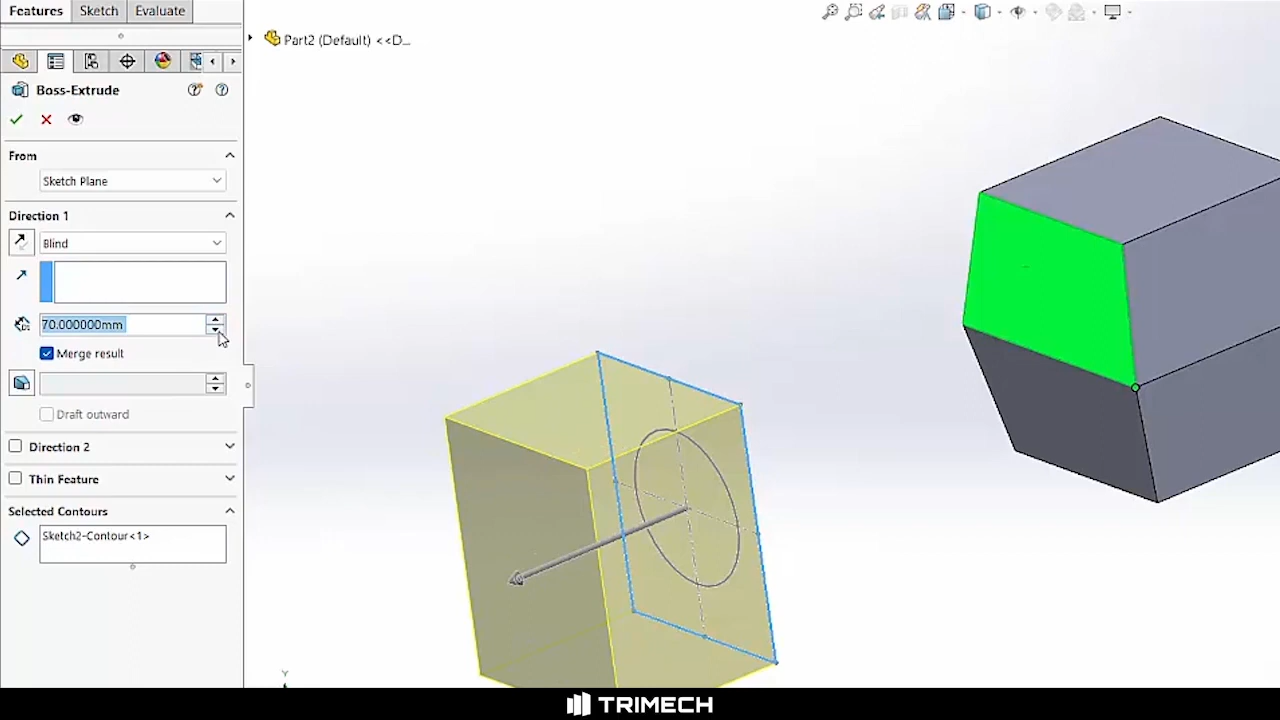 Features Sketch Evaluate
Part2 (Default) <<D...
Boss-Extrude
From
Sketch Plane
Direction 1
Blind
70.000000mm
Merge result
Draft outward
Direction 2
Thin Feature
Selected Contours
Sketch2-Contour<1>
Y
TRIMECH